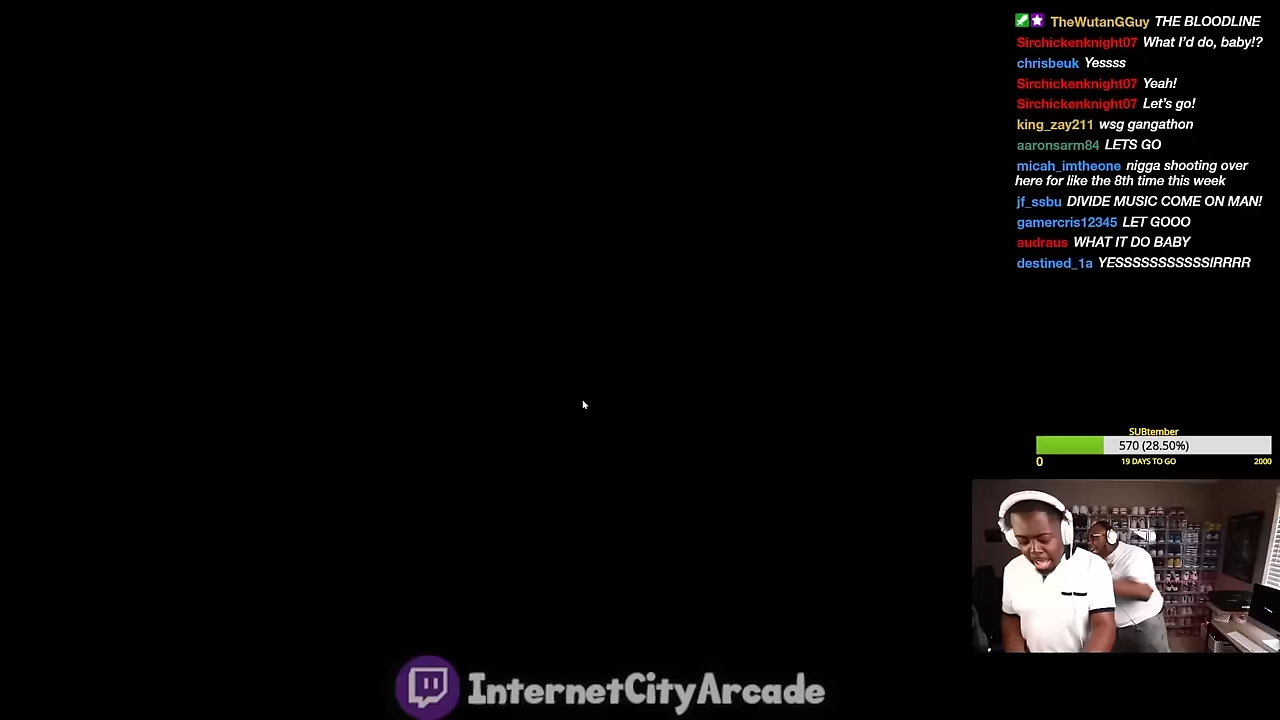 TheWutanGGuy THE BLOODLINE
Sirchickenknight07 What I'd do, baby!?
chrisbeuk Yessss
Sirchickenknight07 Yeah!
Sirchickenknight07 Let's go!
king_zay211 wsg gangathon
aaronsarm84 LETS GO
micah_imtheone nigga shooting over
here for like the 8th time this week
jf_ssbu DIVIDE MUSIC COME ON MAN!
gamercris12345 LET GOOO
audraus WHAT IT DO BABY
destined_1a YESSSSSSSSSSSIRRRR
SUBtember
570 (28.50%)
0 19 DAYS TO GO 2000
InternetCityArcade